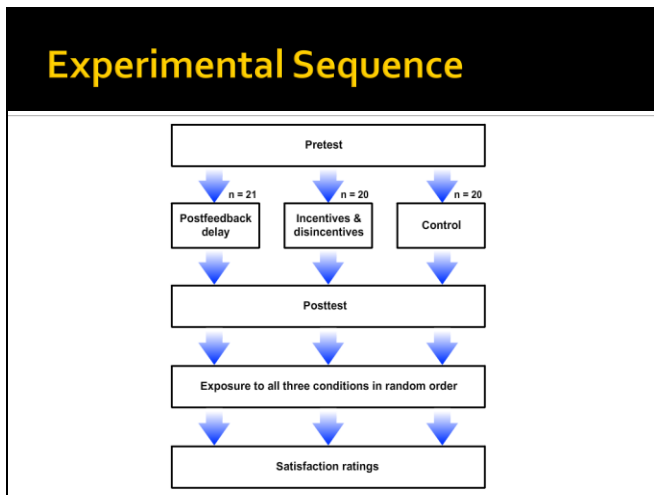 Experimental Sequence
Pretest
n = 21
n = 20
n = 20
Postfeedback
delay
Incentives &
disincentives
Control
Posttest
Exposure to all three conditions in random order
Satisfaction ratings